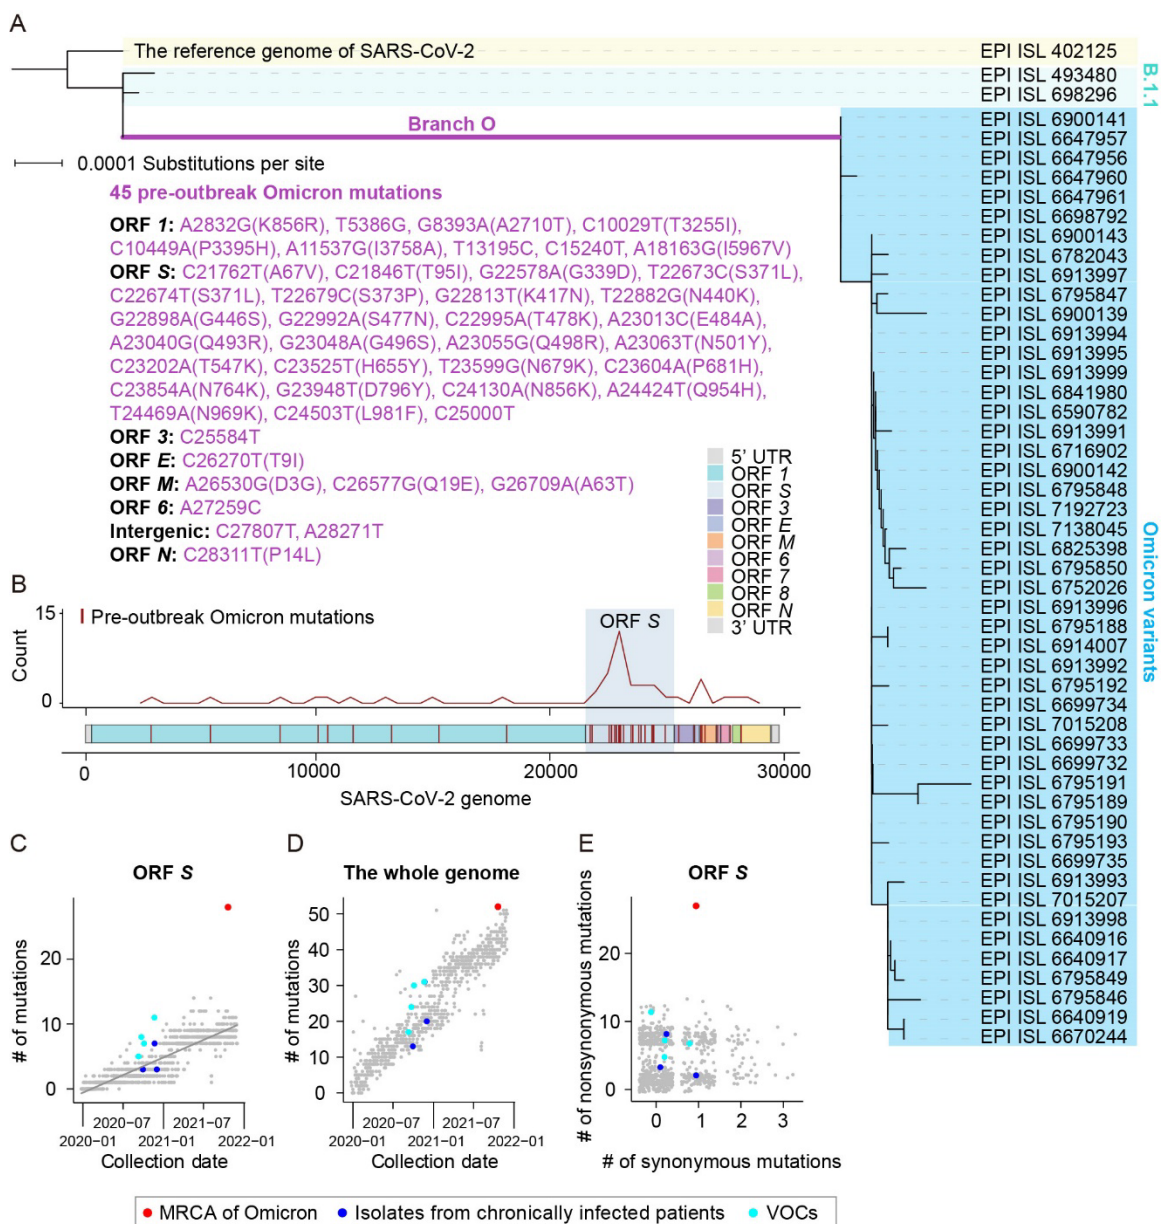 A
The reference genome of SARS-CoV-2
EPI ISL 402125
EPI ISL 493480
EPI ISL 698296
B.1.1
Branch O
0.0001 Substitutions per site
45 pre-outbreak Omicron mutations
ORF 1: A2832G(K856R), T5386G, G8393A(A2710T), C10029T(T3255I),
C10449A(P3395H), A11537G(I3758A), T13195C, C15240T, A18163G(I5967V)
ORF S: C21762T(A67V), C21846T(T95I), G22578A(G339D), T22673C(S371L),
C22674T(S371L), T22679C(S373P), G22813T(K417N), T22882G(N440K),
G22898A(G446S), G22992A(S477N), C22995A(T478K), A23013C(E484A),
A23040G(Q493R), G23048A(G496S), A23055G(Q498R), A23063T(N501Y),
C23202A(T547K), C23525T(H655Y), T23599G(N679K), C23604A(P681H),
C23854A(N764K), G23948T(D796Y), C24130A(N856K), A24424T(Q954H),
T24469A(N969K), C24503T(L981F), C25000T
ORF 3: C25584T
ORF E: C26270T(T9I)
ORF M: A26530G(D3G), C26577G(Q19E), G26709A(A63T)
ORF 6: A27259C
Intergenic: C27807T, A28271T
ORF N: C28311T(P14L)
EPI ISL 6900141
EPI ISL 6647957
EPI ISL 6647956
EPI ISL 6647960
EPI ISL 6647961
EPI ISL 6698792
EPI ISL 6900143
EPI ISL 6782043
EPI ISL 6913997
EPI ISL 6795847
EPI ISL 6900139
EPI ISL 6913994
EPI ISL 6913995
EPI ISL 6913999
EPI ISL 6841980
EPI ISL 6590782
EPI ISL 6913991
EPI ISL 6716902
EPI ISL 6900142
EPI ISL 6795848
EPI ISL 7192723
EPI ISL 7138045
EPI ISL 6825398
EPI ISL 6795850
EPI ISL 6752026
EPI ISL 6913996
EPI ISL 6795188
EPI ISL 6914007
EPI ISL 6913992
EPI ISL 6795192
EPI ISL 6699734
EPI ISL 7015208
EPI ISL 6699733
EPI ISL 6699732
EPI ISL 6795191
EPI ISL 6795189
EPI ISL 6795190
EPI ISL 6795193
EPI ISL 6699735
EPI ISL 6913993
EPI ISL 7015207
EPI ISL 6913998
EPI ISL 6640916
EPI ISL 6640917
EPI ISL 6795849
EPI ISL 6795846
EPI ISL 6640919
EPI ISL 6670244
Omicron variants
5' UTR
ORF 1
ORF S
ORF 3
ORF E
ORF M
ORF 6
ORF 7
ORF 8
ORF N
3' UTR
B
15
0
Count
Pre-outbreak Omicron mutations
ORF S
0
10000
20000
30000
SARS-CoV-2 genome
C
ORF S
# of mutations
20
10
0
2020-07
2021-07
2020-01
2021-01
2022-01
Collection date
D
The whole genome
# of mutations
50
40
30
20
10
0
2020-07
2021-07
2020-01
2021-01
2022-01
Collection date
E
ORF S
# of nonsynonymous mutations
20
10
0
0
1
2
3
# of synonymous mutations
MRCA of Omicron
Isolates from chronically infected patients
VOCs